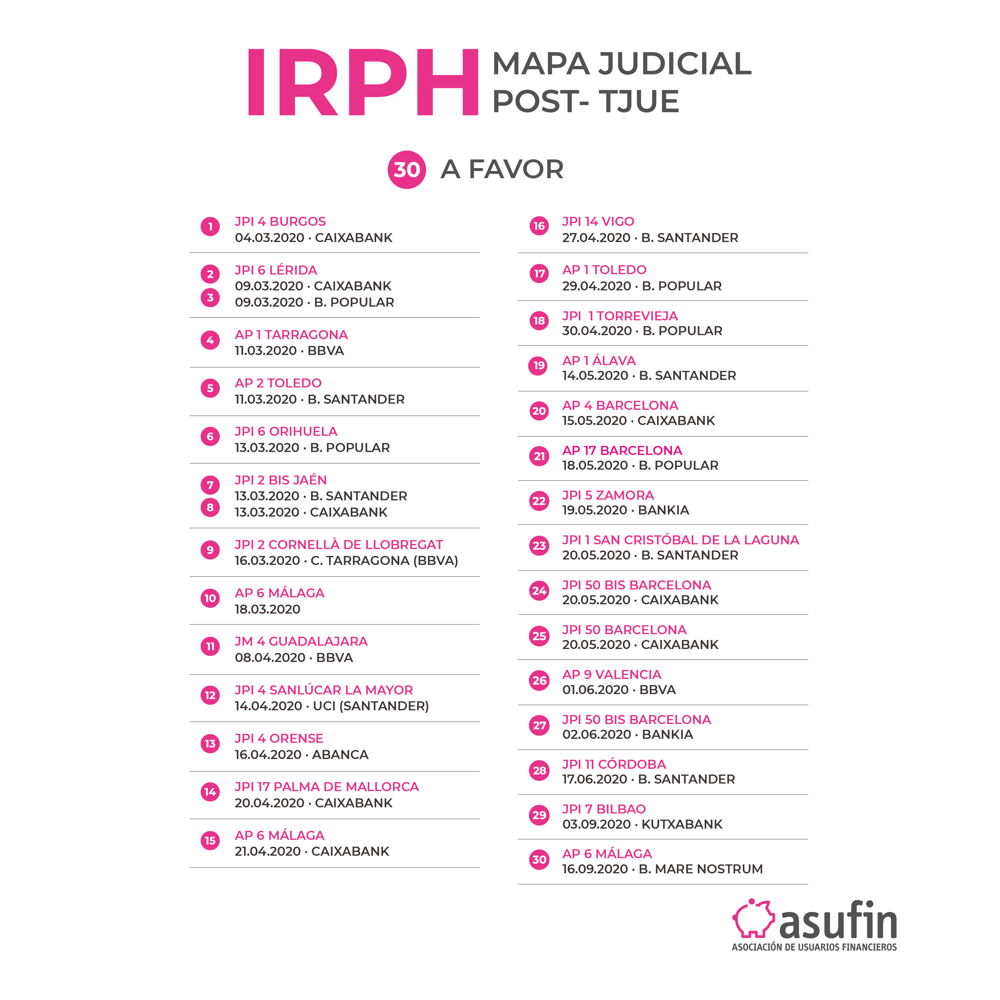 IRPH MAPA JUDICIAL
POST- TJUE
30 A FAVOR
1 JPI 4 BURGOS
04.03.2020 · CAIXABANK
2 JPI 6 LÉRIDA
09.03.2020 · CAIXABANK
3 09.03.2020 · B. POPULAR
4 AP 1 TARRAGONA
11.03.2020 · BBVA
5 AP 2 TOLEDO
11.03.2020 · B. SANTANDER
6 JPI 6 ORIHUELA
13.03.2020 · B. POPULAR
7 JPI 2 BIS JAÉN
13.03.2020 · B. SANTANDER
8 13.03.2020 · CAIXABANK
9 JPI 2 CORNELLÀ DE LLOBREGAT
16.03.2020 · C. TARRAGONA (BBVA)
10 AP 6 MÁLAGA
18.03.2020
11 JM 4 GUADALAJARA
08.04.2020 · BBVA
12 JPI 4 SANLÚCAR LA MAYOR
14.04.2020 · UCI (SANTANDER)
13 JPI 4 ORENSE
16.04.2020 · ABANCA
14 JPI 17 PALMA DE MALLORCA
20.04.2020 · CAIXABANK
15 AP 6 MÁLAGA
21.04.2020 · CAIXABANK
16 JPI 14 VIGO
27.04.2020 · B. SANTANDER
17 AP 1 TOLEDO
29.04.2020 · B. POPULAR
18 JPI 1 TORREVIEJA
30.04.2020 · B. POPULAR
19 AP 1 ÁLAVA
14.05.2020 · B. SANTANDER
20 AP 4 BARCELONA
15.05.2020 · CAIXABANK
21 AP 17 BARCELONA
18.05.2020 · B. POPULAR
22 JPI 5 ZAMORA
19.05.2020 · BANKIA
23 JPI 1 SAN CRISTÓBAL DE LA LAGUNA
20.05.2020 · B. SANTANDER
24 JPI 50 BIS BARCELONA
20.05.2020 · CAIXABANK
25 JPI 50 BARCELONA
20.05.2020 · CAIXABANK
26 AP 9 VALENCIA
01.06.2020 · BBVA
27 JPI 50 BIS BARCELONA
02.06.2020 · BANKIA
28 JPI 11 CÓRDOBA
17.06.2020 · B. SANTANDER
29 JPI 7 BILBAO
03.09.2020 · KUTXABANK
30 AP 6 MÁLAGA
16.09.2020 · B. MARE NOSTRUM
asufin
ASOCIACIÓN DE USUARIOS FINANCIEROS